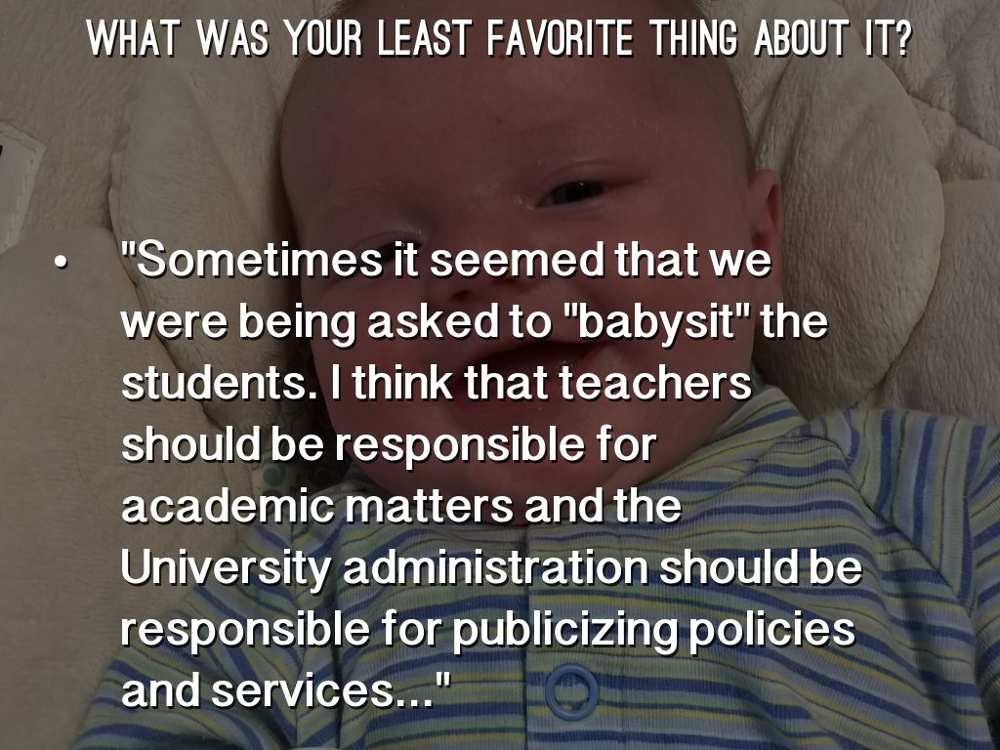 WHAT WAS YOUR LEAST FAVORITE THING ABOUT IT?
• "Sometimes it seemed that we
were being asked to "babysit" the
students. I think that teachers
should be responsible for
academic matters and the
University administration should be
responsible for publicizing policies
and services..."